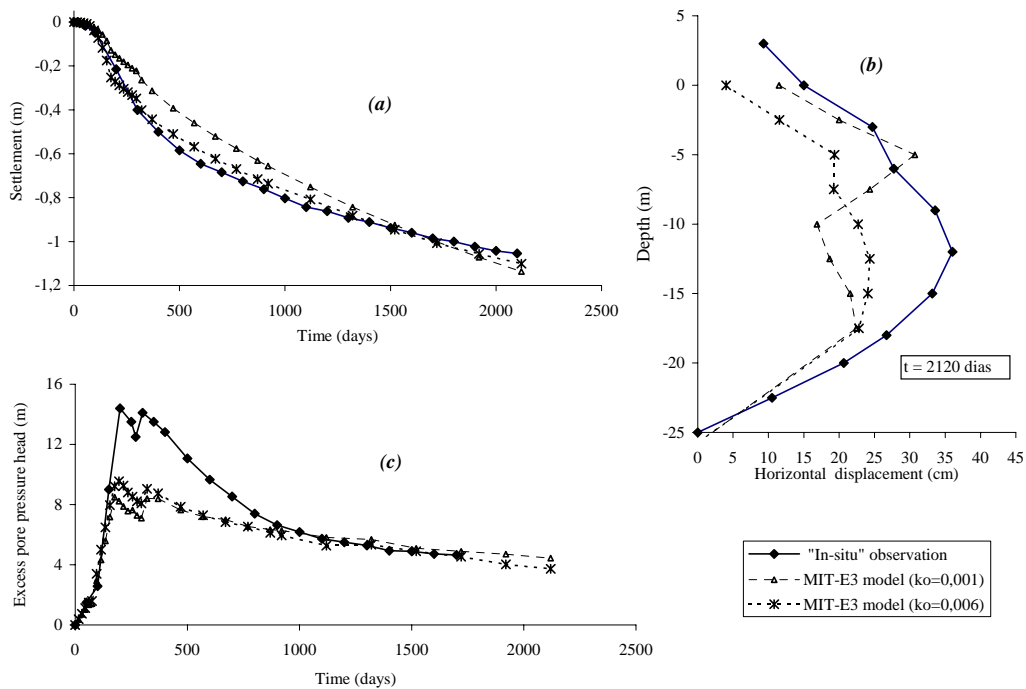 0
-0,2
-0,4
-0,6
-0,8
-1
-1,2
Settlement (m)
0 500 1000 1500 2000 2500
Time (days)
(a)
5
0
-5
-10
-15
-20
-25
Depth (m)
(b)
t = 2120 dias
0 5 10 15 20 25 30 35 40 45
Horizontal displacement (cm)
16
12
8
4
0
Excess pore pressure head (m)
(c)
0 500 1000 1500 2000 2500
Time (days)
"In-situ" observation
MIT-E3 model (ko=0,001)
MIT-E3 model (ko=0,006)